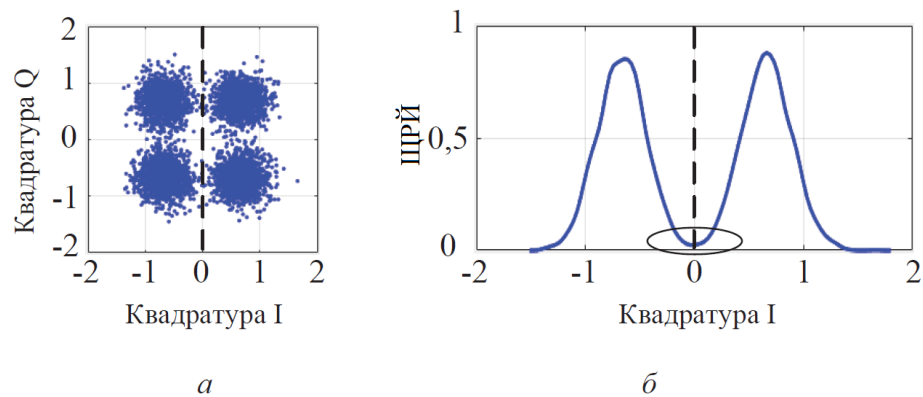 2
1
0
-1
-2
Квадратура Q
-2 -1 0 1 2
Квадратура I
а
1
0,5
0
ЩРЙ
-2 -1 0 1 2
Квадратура I
б